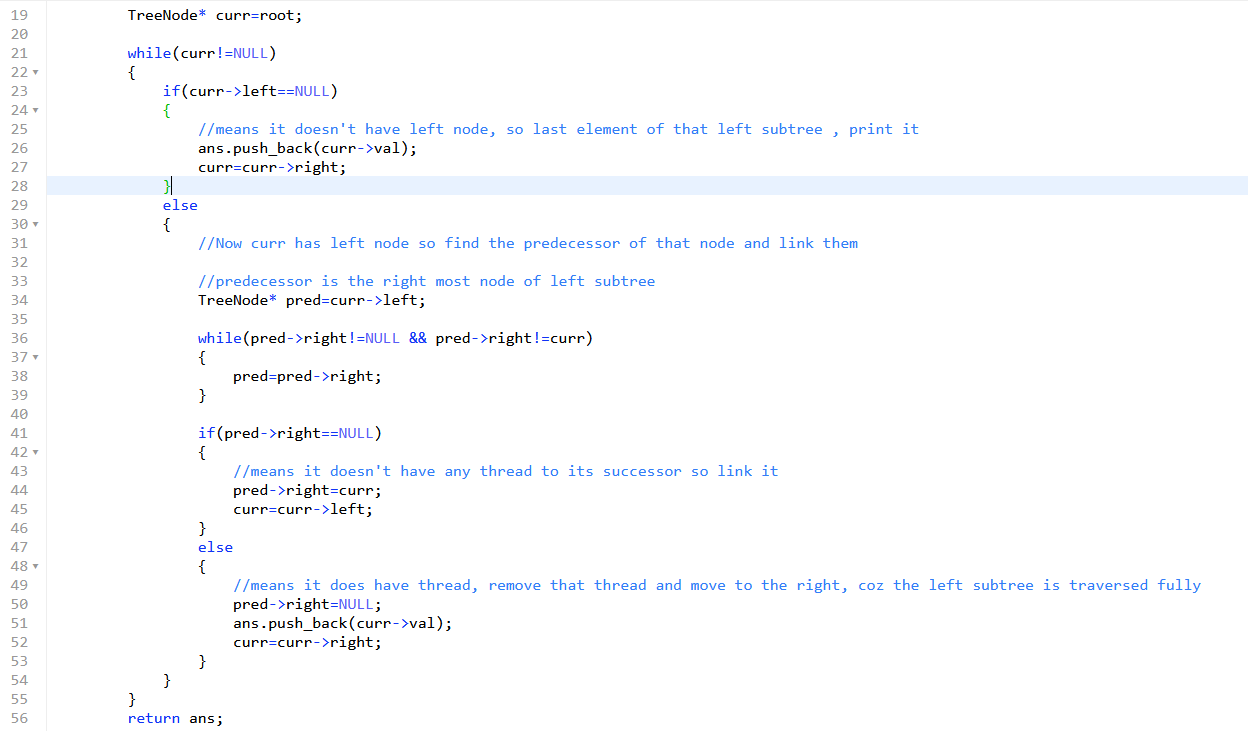 19 TreeNode* curr=root;
20
21 while(curr!=NULL)
22 {
23 if(curr->left==NULL)
24 {
25 //means it doesn't have left node, so last element of that left subtree , print it
26 ans.push_back(curr->val);
27 curr=curr->right;
28 }
29 else
30 {
31 //Now curr has left node so find the predecessor of that node and link them
32
33 //predecessor is the right most node of left subtree
34 TreeNode* pred=curr->left;
35
36 while(pred->right!=NULL && pred->right!=curr)
37 {
38 pred=pred->right;
39 }
40
41 if(pred->right==NULL)
42 {
43 //means it doesn't have any thread to its successor so link it
44 pred->right=curr;
45 curr=curr->left;
46 }
47 else
48 {
49 //means it does have thread, remove that thread and move to the right, coz the left subtree is traversed fully
50 pred->right=NULL;
51 ans.push_back(curr->val);
52 curr=curr->right;
53 }
54 }
55 }
56 return ans;